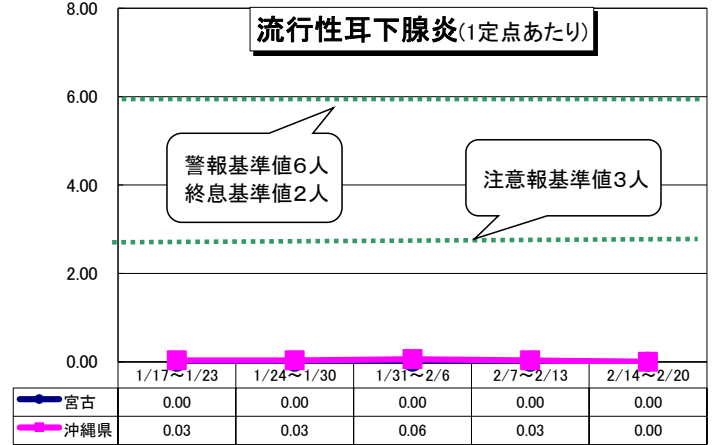 流行性耳下腺炎(1定点あたり)
8.00
6.00
警報基準値6人
終息基準値2人
注意報基準値3人
4.00
2.00
0.00
1/17～1/23 1/24～1/30 1/31～2/6 2/7～2/13 2/14～2/20
宮古 0.00 0.00 0.00 0.00 0.00
沖縄県 0.03 0.03 0.06 0.03 0.00